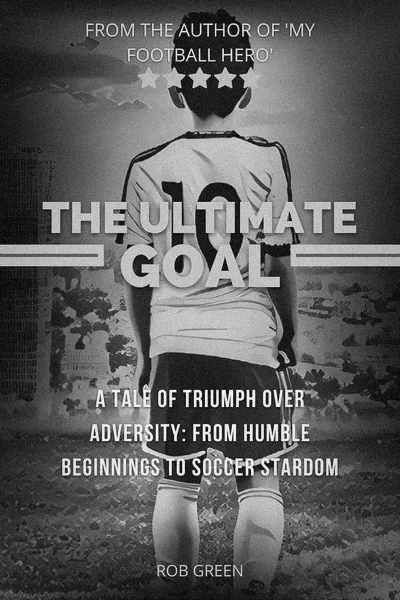 FROM THE AUTHOR OF 'MY
FOOTBALL HERO'
10
THE ULTIMATE
GOAL
A TALE OF TRIUMPH OVER
ADVERSITY: FROM HUMBLE
BEGINNINGS TO SOCCER STARDOM
ROB GREEN